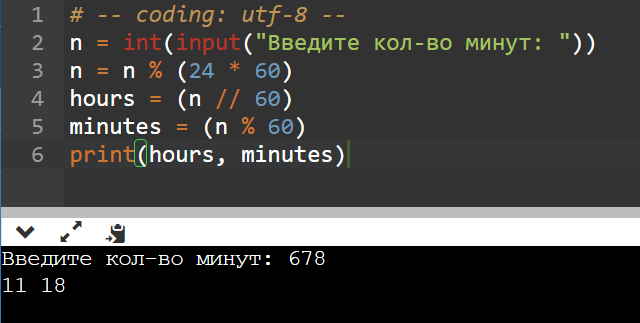 1 # -- coding: utf-8 --
2 n = int(input("Введите кол-во минут: "))
3 n = n % (24 * 60)
4 hours = (n // 60)
5 minutes = (n % 60)
6 print(hours, minutes)
Введите кол-во минут: 678
11 18